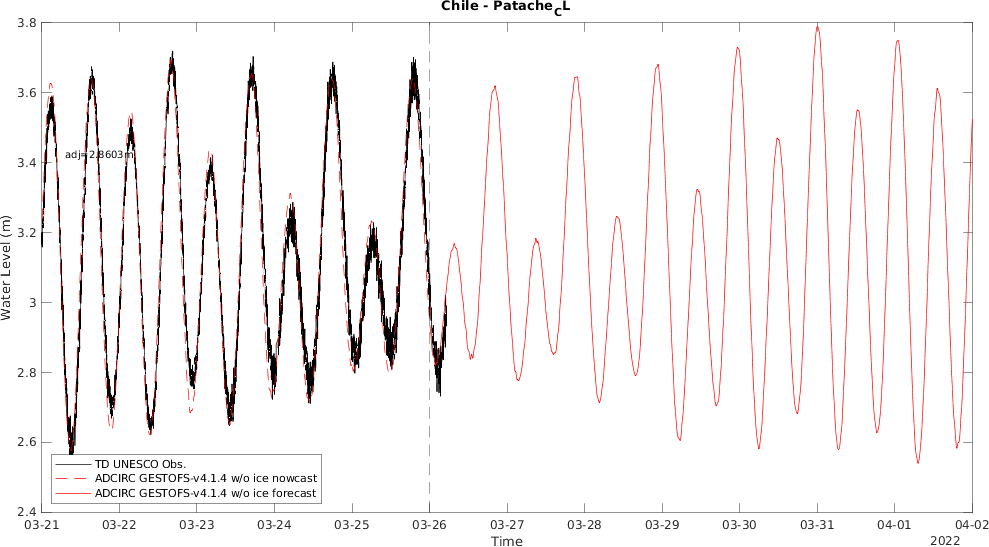 Chile - Patache_CL
3.8
3.6
3.4
3.2
3
2.8
2.6
2.4
Water Level (m)
adj=2.8603m
TD UNESCO Obs.
ADCIRC GESTOFS-v4.1.4 w/o ice nowcast
ADCIRC GESTOFS-v4.1.4 w/o ice forecast
03-21 03-22 03-23 03-24 03-25 03-26 03-27 03-28 03-29 03-30 03-31 04-01 04-02
Time
2022